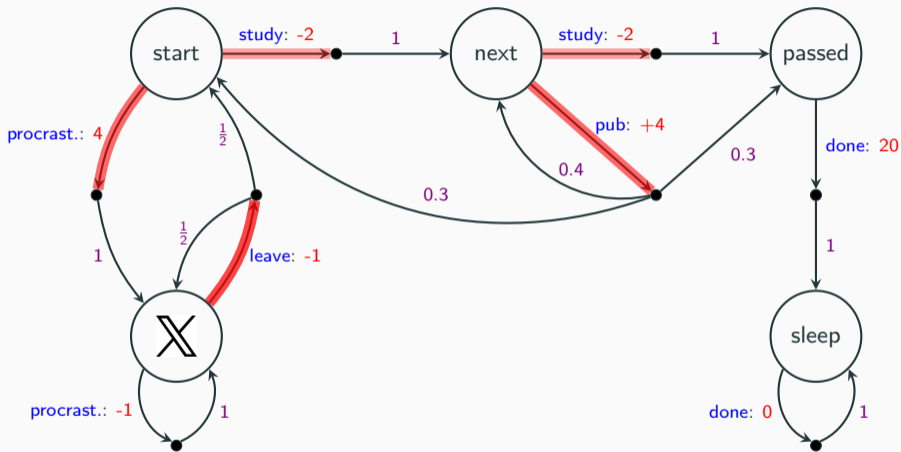 start
study: -2
1
next
study: -2
1
passed
procrast.: 4
1/2
pub: +4
0.4
0.3
done: 20
0.3
1
1/2
leave: -1
1
𝕏
sleep
procrast.: -1
1
done: 0
1